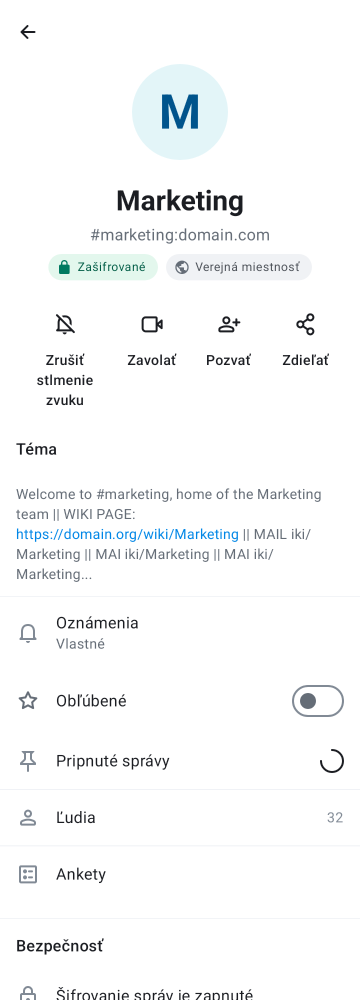 M
Marketing
#marketing:domain.com
Zašifrované
Verejná miestnosť
Zrušiť
stlmenie
zvuku
Zavolať
Pozvať
Zdieľať
Téma
Welcome to #marketing, home of the Marketing
team || WIKI PAGE:
https://domain.org/wiki/Marketing || MAIL iki/
Marketing || MAI iki/Marketing || MAI iki/
Marketing...
Oznámenia
Vlastné
Obľúbené
Pripnuté správy
Ľudia 32
Ankety
Bezpečnosť
Šifrovanie správ je zapnuté